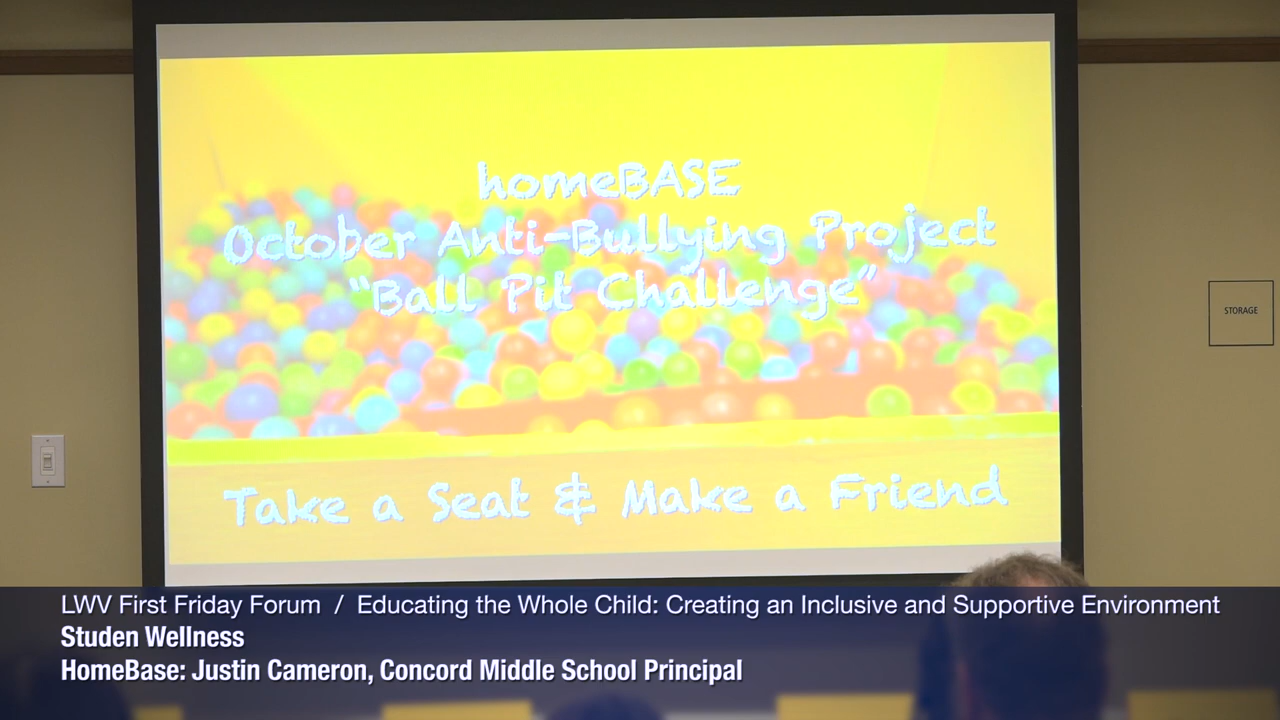 homeBASE
October Anti-Bullying Project
"Ball Pit Challenge"
Take a Seat & Make a Friend
STORAGE
LWV First Friday Forum / Educating the Whole Child: Creating an Inclusive and Supportive Environment
Studen Wellness
HomeBase: Justin Cameron, Concord Middle School Principal